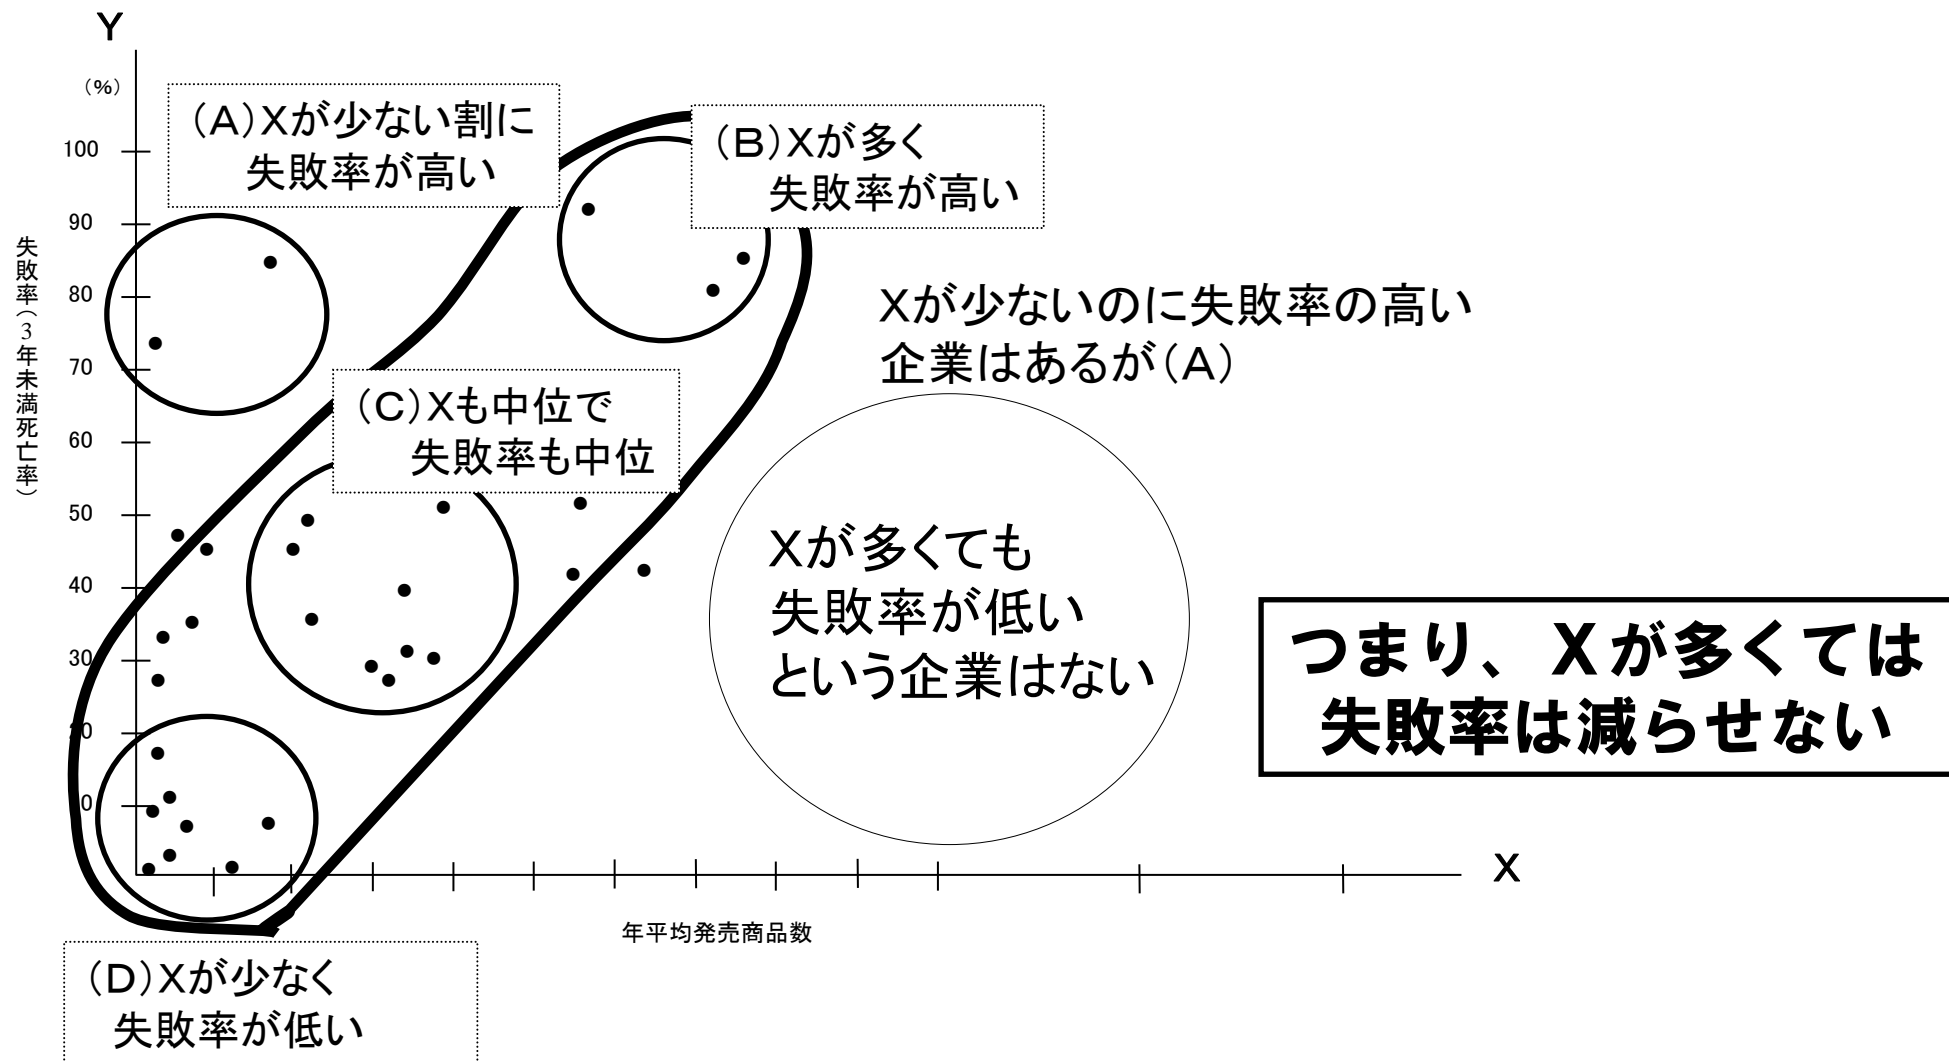 Y
(%)
(A)Xが少ない割に
失敗率が高い
(B)Xが多く
失敗率が高い
100
90
80
70
60
50
40
30
20
10
失敗率(3年未満死亡率)
Xが少ないのに失敗率の高い
企業はあるが(A)
(C)Xも中位で
失敗率も中位
Xが多くても
失敗率が低い
という企業はない
つまり、Xが多くては
失敗率は減らせない
X
年平均発売商品数
(D)Xが少なく
失敗率が低い